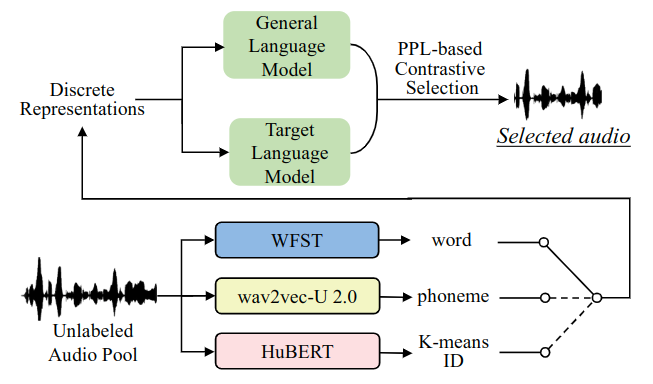 General
Language
Model
PPL-based
Contrastive
Selection
Discrete
Representations
Target
Language
Model
Selected audio
WFST
word
wav2vec-U 2.0
phoneme
Unlabeled
Audio Pool
HuBERT
K-means
ID